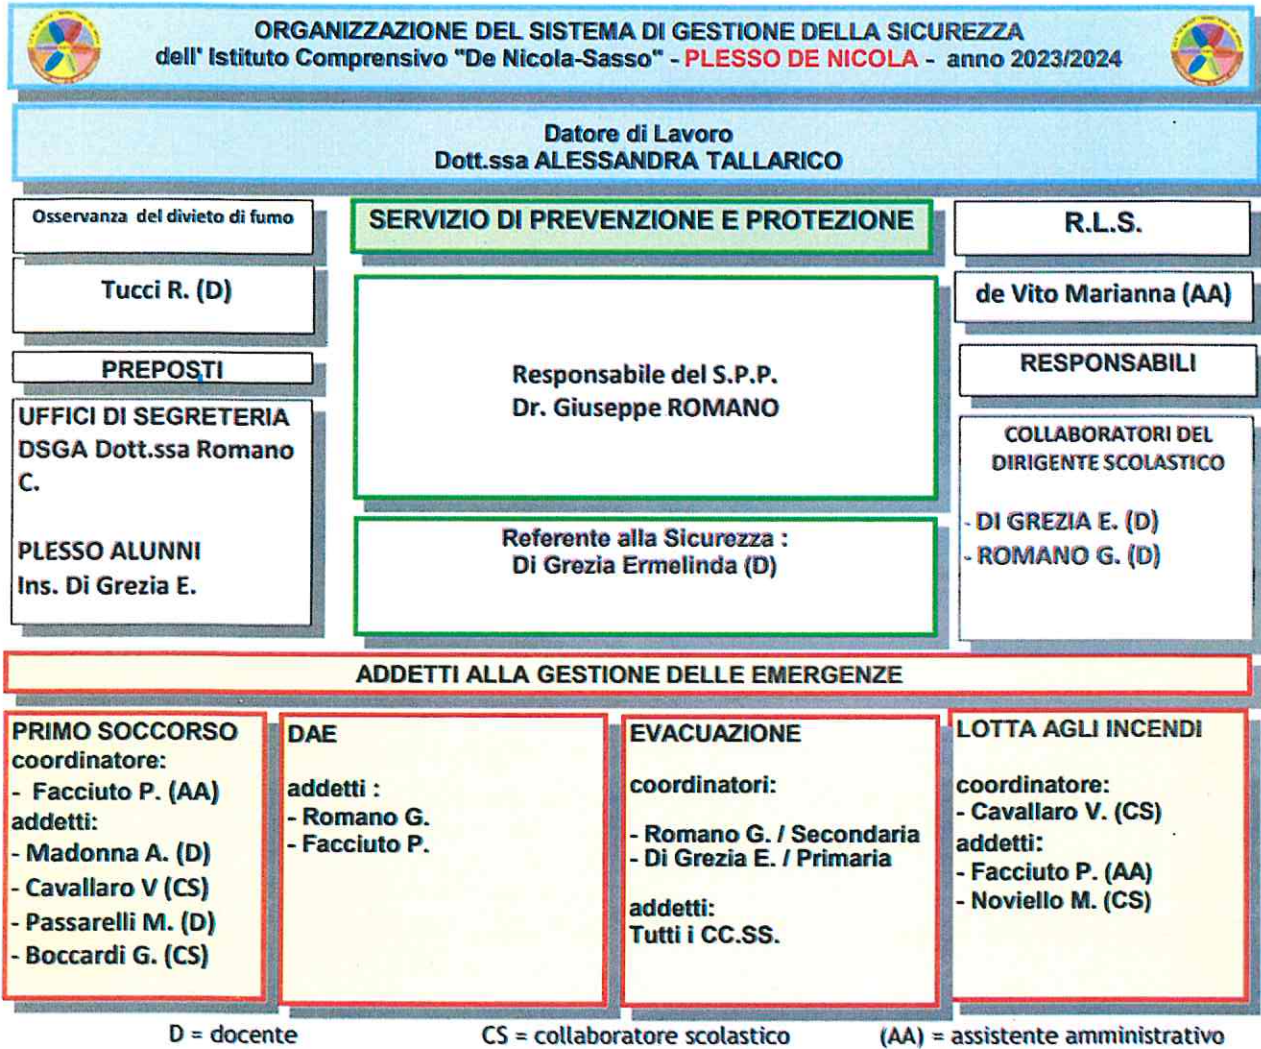 ORGANIZZAZIONE DEL SISTEMA DI GESTIONE DELLA SICUREZZA
dell' Istituto Comprensivo "De Nicola-Sasso" - PLESSO DE NICOLA - anno 2023/2024
Datore di Lavoro
Dott.ssa ALESSANDRA TALLARICO
Osservanza del divieto di fumo
Tucci R. (D)
PREPOSTI
UFFICI DI SEGRETERIA
DSGA Dott.ssa Romano
C.
PLESSO ALUNNI
Ins. Di Grezia E.
SERVIZIO DI PREVENZIONE E PROTEZIONE
Responsabile del S.P.P.
Dr. Giuseppe ROMANO
Referente alla Sicurezza :
Di Grezia Ermelinda (D)
R.L.S.
de Vito Marianna (AA)
RESPONSABILI
COLLABORATORI DEL
DIRIGENTE SCOLASTICO
- DI GREZIA E. (D)
- ROMANO G. (D)
ADDETTI ALLA GESTIONE DELLE EMERGENZE
PRIMO SOCCORSO
coordinatore:
- Facciuto P. (AA)
addetti:
- Madonna A. (D)
- Cavallaro V (CS)
- Passarelli M. (D)
- Boccardi G. (CS)
DAE
addetti :
- Romano G.
- Facciuto P.
EVACUAZIONE
coordinatori:
- Romano G. / Secondaria
- Di Grezia E. / Primaria
addetti:
Tutti i CC.SS.
LOTTA AGLI INCENDI
coordinatore:
- Cavallaro V. (CS)
addetti:
- Facciuto P. (AA)
- Noviello M. (CS)
D = docente
CS = collaboratore scolastico
(AA) = assistente amministrativo